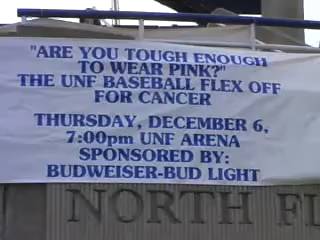 "ARE YOU TOUGH ENOUGH
TO WEAR PINK?"
THE UNF BASEBALL FLEX OFF
FOR CANCER
THURSDAY, DECEMBER 6,
7:00pm UNF ARENA
SPONSORED BY:
BUDWEISER-BUD LIGHT
NORTH FL